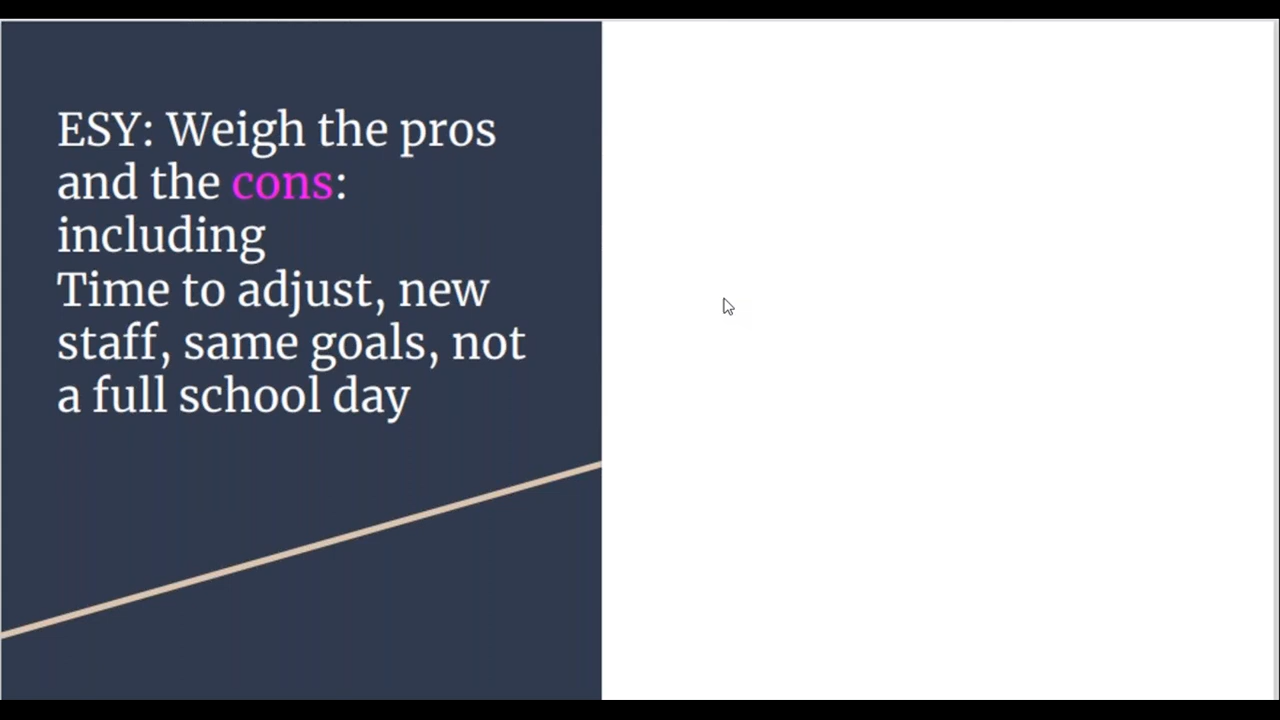 ESY: Weigh the pros
and the cons:
including
Time to adjust, new
staff, same goals, not
a full school day